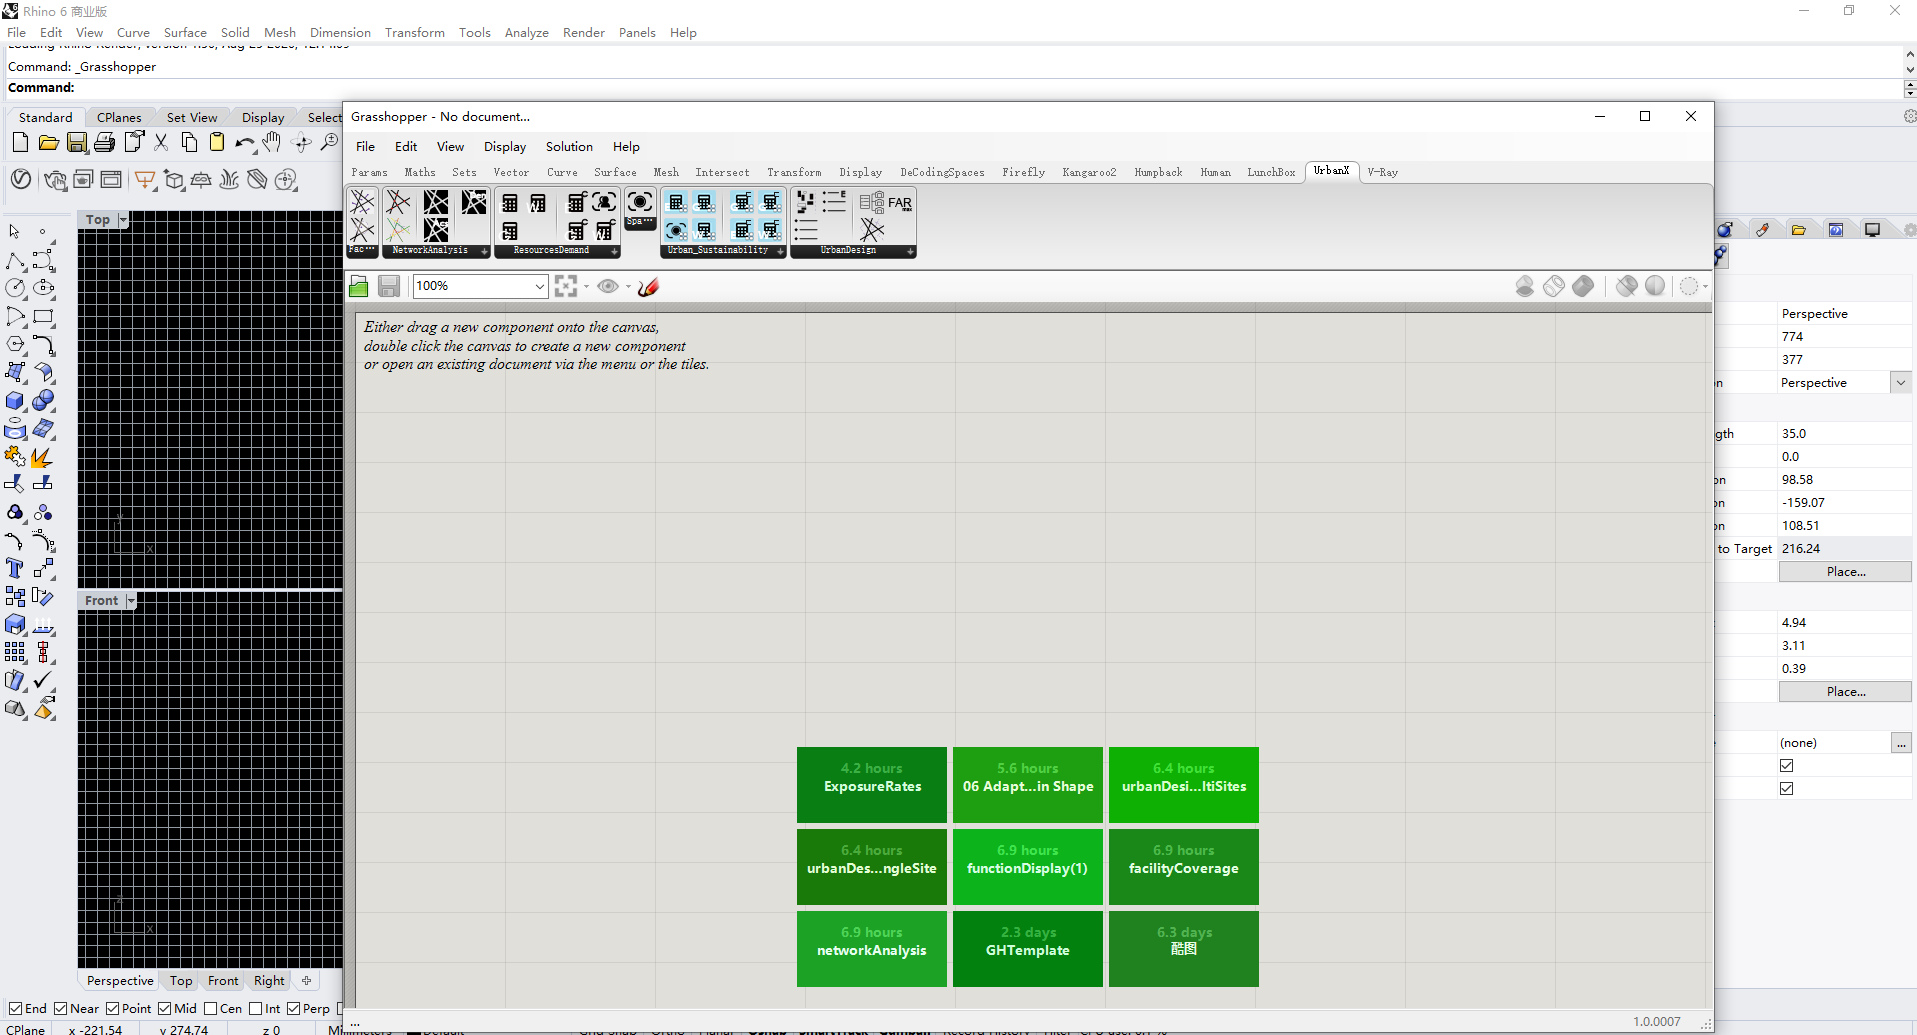 Rhino 6 商业版
File Edit View Curve Surface Solid Mesh Dimension Transform Tools Analyze Render Panels Help
Command: _Grasshopper
Command:
Standard CPlanes Set View Display Select
Grasshopper - No document...
File Edit View Display Solution Help
Params Maths Sets Vector Curve Surface Mesh Intersect Transform Display DeCodingSpaces Firefly Kangaroo2 Humpback Human LunchBox UrbanX V-Ray
FAR
Spa...
Fac... NetworkAnalysis ResourcesDemand Urban_Sustainability UrbanDesign
100%
Top
Either drag a new component onto the canvas,
double click the canvas to create a new component
or open an existing document via the menu or the tiles.
Perspective
774
377
on Perspective
gth 35.0
0.0
on 98.58
on -159.07
on 108.51
to Target 216.24
Place...
Front
4.94
3.11
0.39
Place...
(none) ...
4.2 hours 5.6 hours 6.4 hours
ExposureRates 06 Adapt...in Shape urbanDesi...ltiSites
6.4 hours 6.9 hours 6.9 hours
urbanDes...ngleSite functionDisplay(1) facilityCoverage
6.9 hours 2.3 days 6.3 days
networkAnalysis GHTemplate 酷图
Perspective Top Front Right
End Near Point Mid Cen Int Perp
... 1.0.0007
CPlane x -221.54 y 274.74 z 0